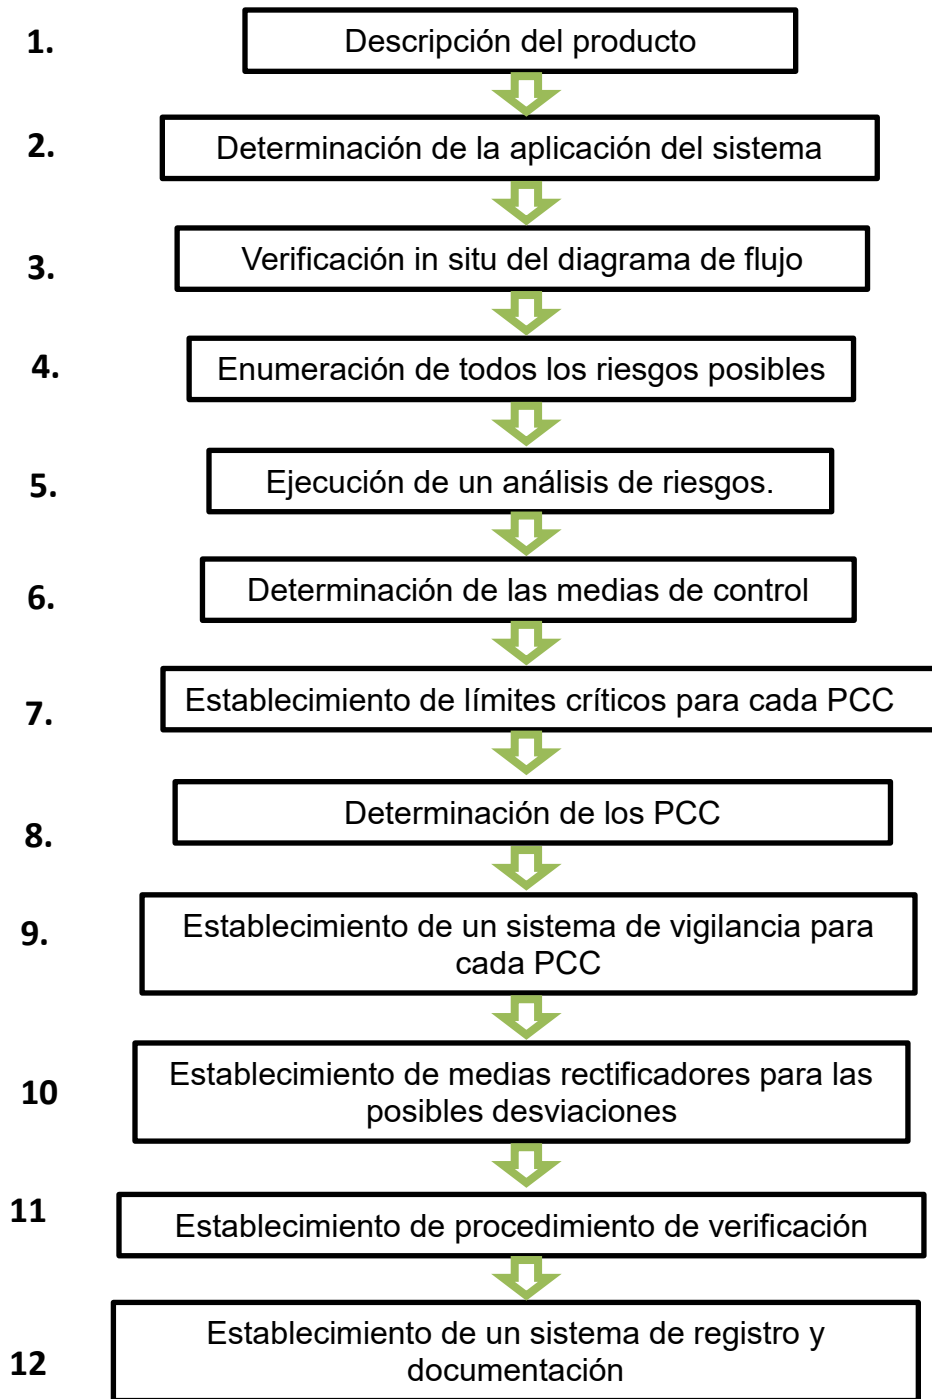 1. Descripción del producto
2. Determinación de la aplicación del sistema
3. Verificación in situ del diagrama de flujo
4. Enumeración de todos los riesgos posibles
5. Ejecución de un análisis de riesgos.
6. Determinación de las medias de control
7. Establecimiento de límites críticos para cada PCC
8. Determinación de los PCC
9. Establecimiento de un sistema de vigilancia para
cada PCC
10 Establecimiento de medias rectificadores para las
posibles desviaciones
11 Establecimiento de procedimiento de verificación
12 Establecimiento de un sistema de registro y
documentación